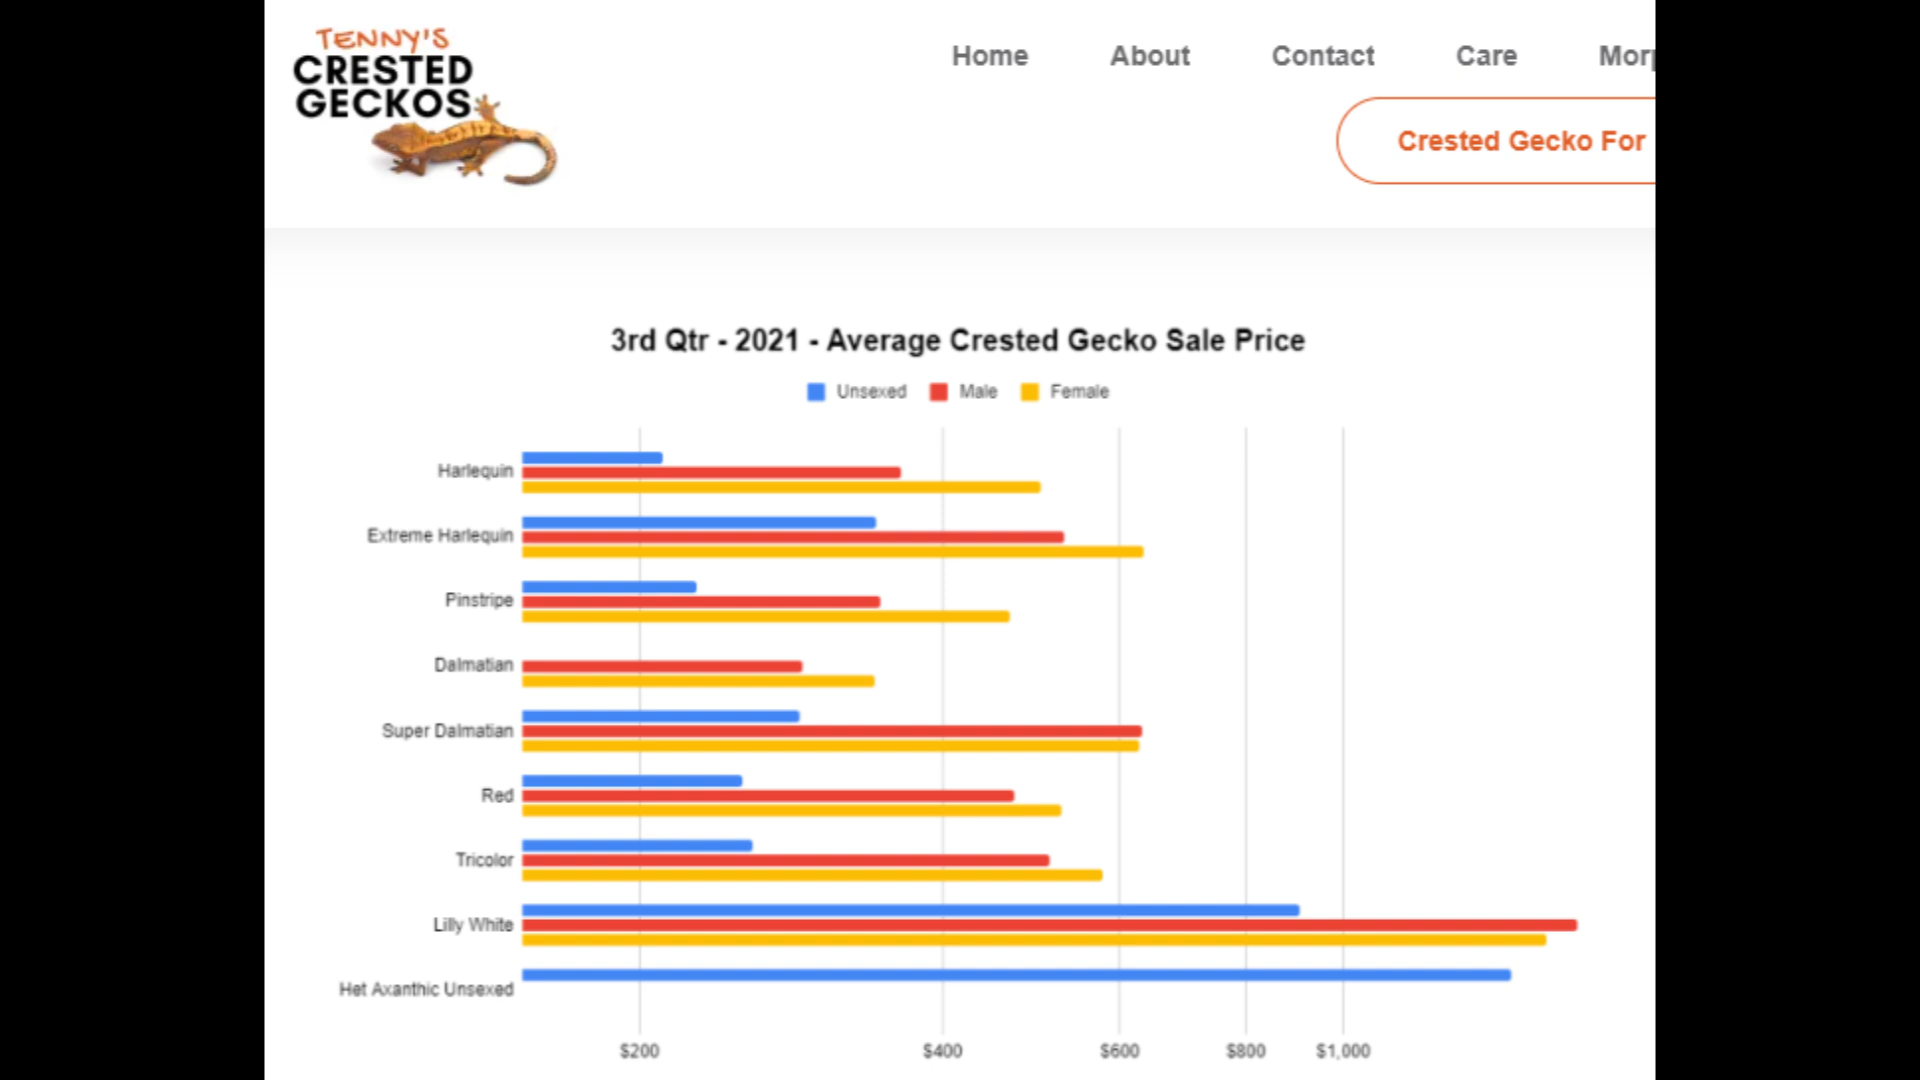 TENNY'S
CRESTED
GECKOS
Home About Contact Care Mor
Crested Gecko For
3rd Qtr - 2021 - Average Crested Gecko Sale Price
Unsexed Male Female
Harlequin
Extreme Harlequin
Pinstripe
Dalmatian
Super Dalmatian
Red
Tricolor
Lilly White
Het Axanthic Unsexed
$200 $400 $600 $800 $1,000